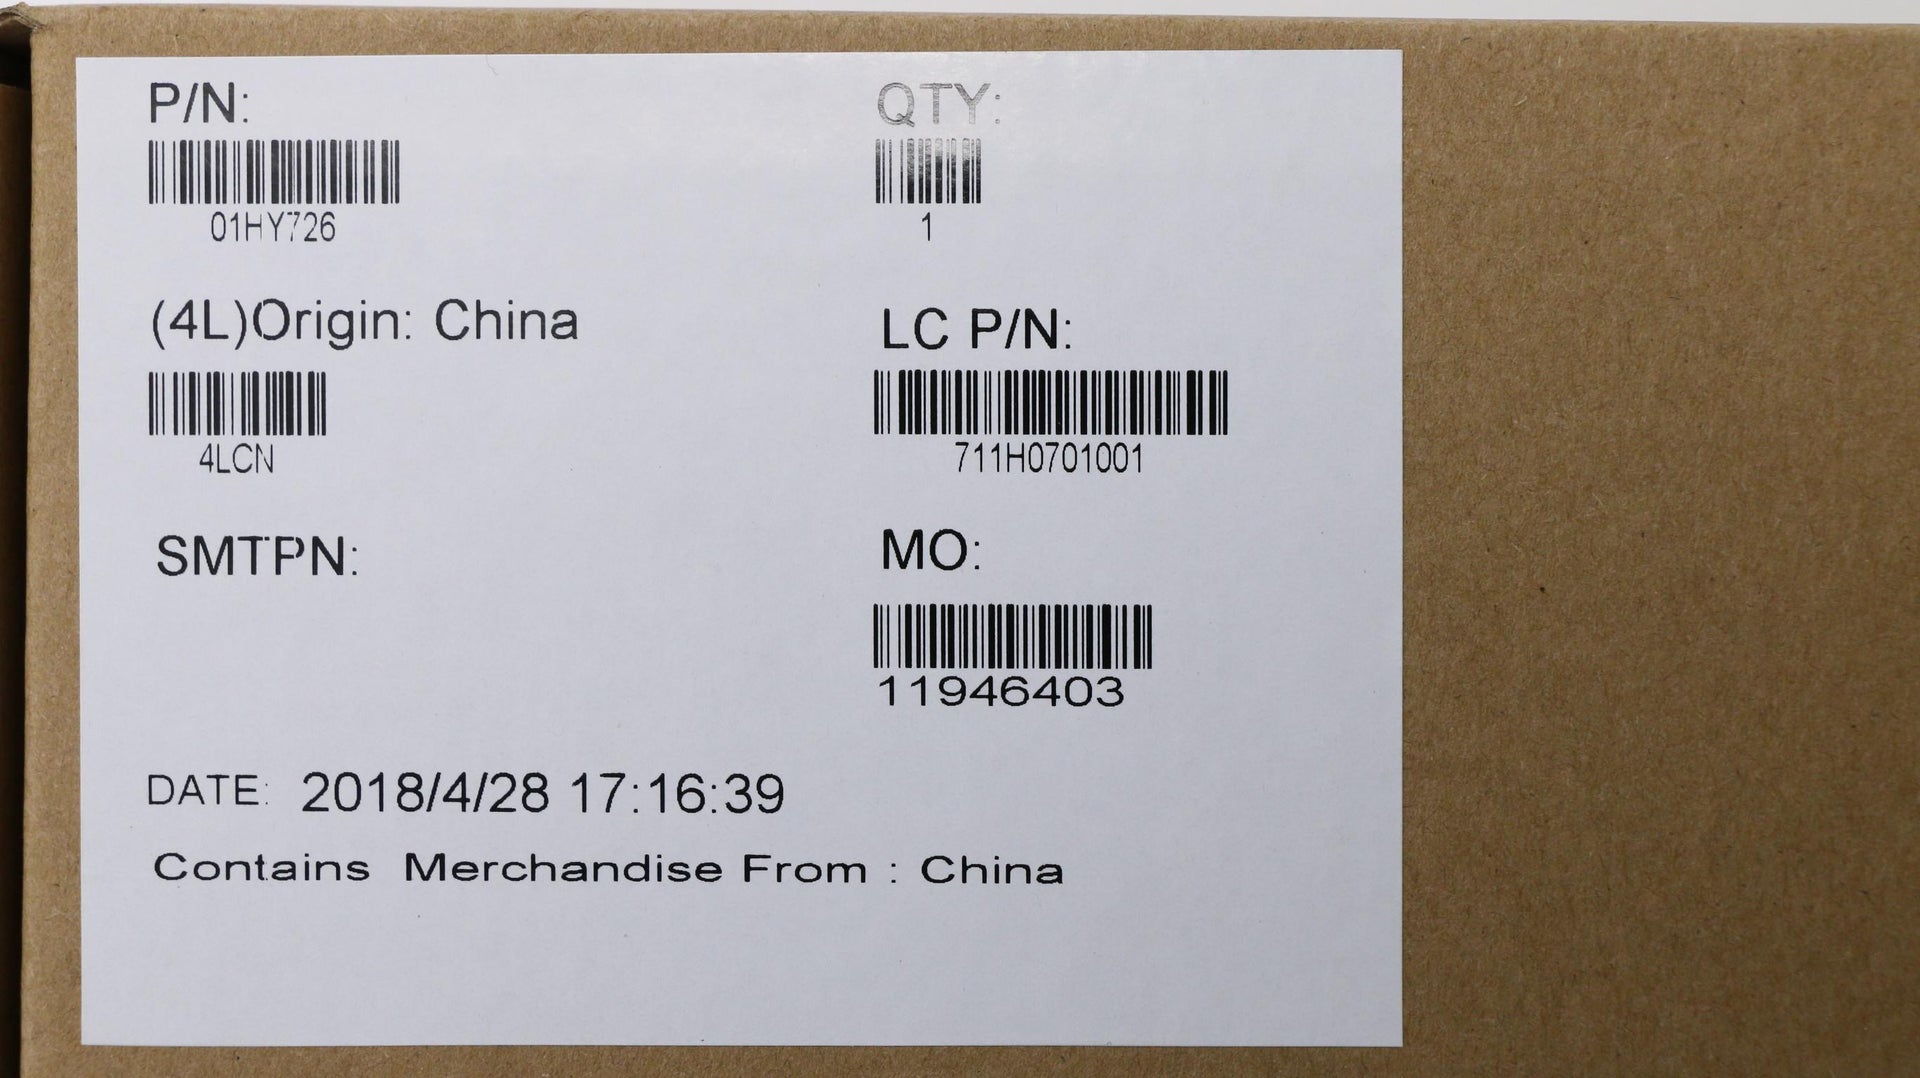 P/N:
01HY726
QTY:
1
(4L)Origin: China
4LCN
LC P/N:
711H0701001
SMTPN:
MO:
11946403
DATE: 2018/4/28 17:16:39
Contains Merchandise From : China